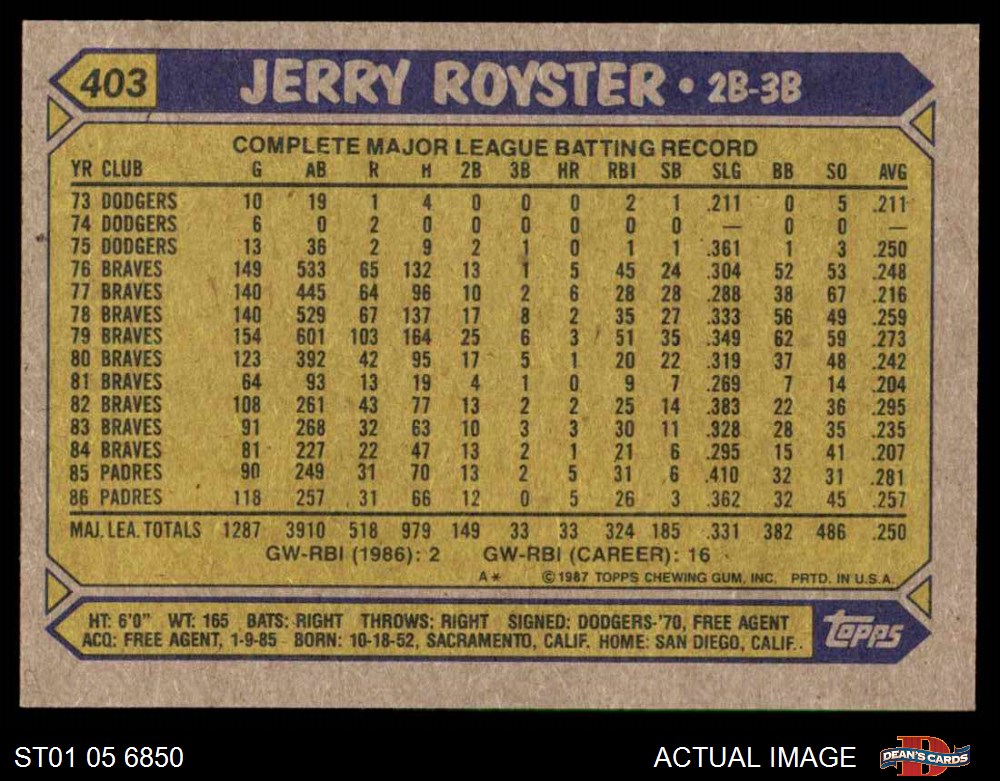 403 JERRY ROYSTER • 2B-3B
COMPLETE MAJOR LEAGUE BATTING RECORD
YR CLUB G AB R H 2B 3B HR RBI SB SLG BB SO AVG
73 DODGERS 10 19 1 4 0 0 0 2 1 .211 0 5 .211
74 DODGERS 6 0 2 0 0 0 0 0 0 — 0 0 —
75 DODGERS 13 36 2 9 2 1 0 1 1 .361 1 3 .250
76 BRAVES 149 533 65 132 13 1 5 45 24 .304 52 53 .248
77 BRAVES 140 445 64 96 10 2 6 28 28 .288 38 67 .216
78 BRAVES 140 529 67 137 17 8 2 35 27 .333 56 49 .259
79 BRAVES 154 601 103 164 25 6 3 51 35 .349 62 59 .273
80 BRAVES 123 392 42 95 17 5 1 20 22 .319 37 48 .242
81 BRAVES 64 93 13 19 4 1 0 9 7 .269 7 14 .204
82 BRAVES 108 261 43 77 13 2 2 25 14 .383 22 36 .295
83 BRAVES 91 268 32 63 10 3 3 30 11 .328 28 35 .235
84 BRAVES 81 227 22 47 13 2 1 21 6 .295 15 41 .207
85 PADRES 90 249 31 70 13 2 5 31 6 .410 32 31 .281
86 PADRES 118 257 31 66 12 0 5 26 3 .362 32 45 .257
MAJ. LEA. TOTALS 1287 3910 518 979 149 33 33 324 185 .331 382 486 .250
GW-RBI (1986): 2 GW-RBI (CAREER): 16
A* ©1987 TOPPS CHEWING GUM, INC. PRTD. IN U.S.A.
HT: 6'0" WT: 165 BATS: RIGHT THROWS: RIGHT SIGNED: DODGERS-'70, FREE AGENT
ACQ: FREE AGENT, 1-9-85 BORN: 10-18-52, SACRAMENTO, CALIF. HOME: SAN DIEGO, CALIF.
topps
ST01 05 6850 ACTUAL IMAGE DEAN'S CARDS